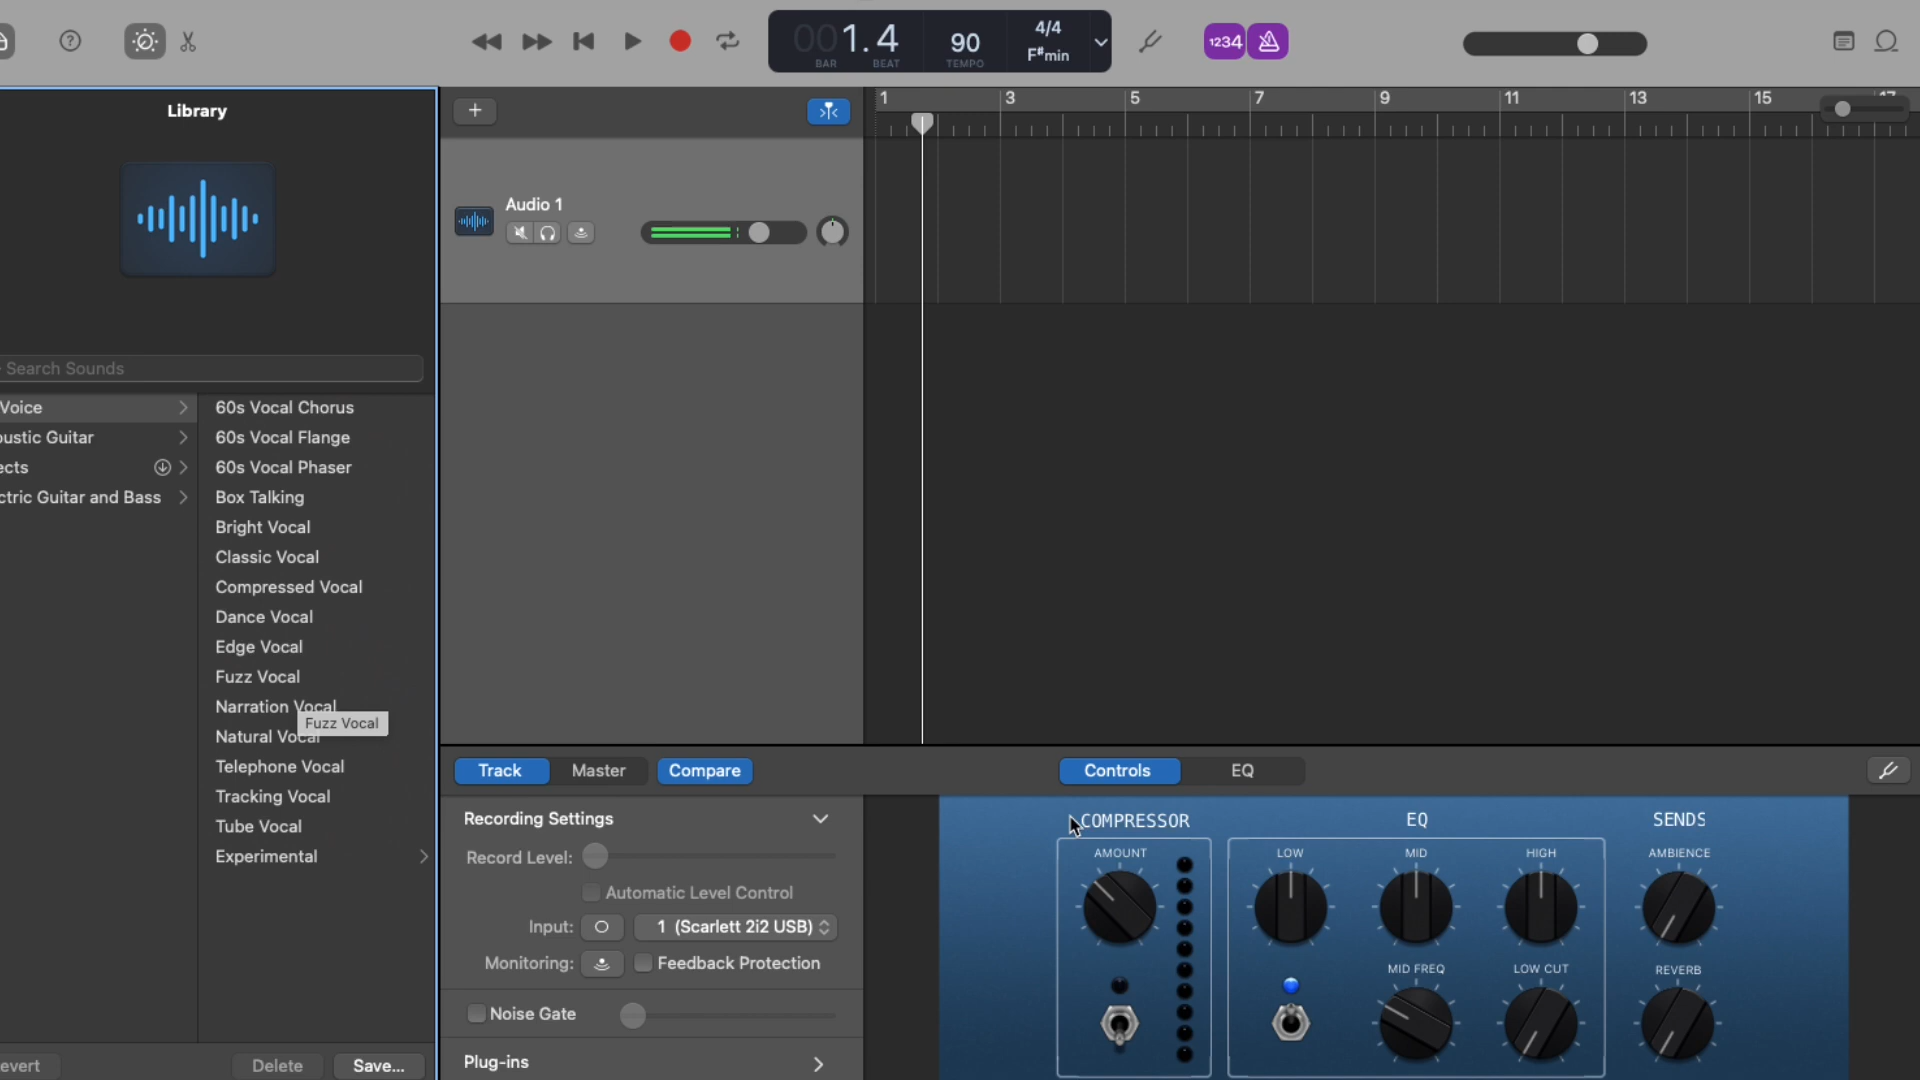 001.4
BAR BEAT
90
TEMPO
4/4
F#min
1234
Library
Search Sounds
Voice
oustic Guitar
ects
ctric Guitar and Bass
60s Vocal Chorus
60s Vocal Flange
60s Vocal Phaser
Box Talking
Bright Vocal
Classic Vocal
Compressed Vocal
Dance Vocal
Edge Vocal
Fuzz Vocal
Narration Vocal
Fuzz Vocal
Natural Vocal
Telephone Vocal
Tracking Vocal
Tube Vocal
Experimental
evert
Delete
Save...
Audio 1
1 3 5 7 9 11 13 15 17
Track Master Compare
Controls EQ
Recording Settings
Record Level:
Automatic Level Control
Input: 1 (Scarlett 2i2 USB)
Monitoring: Feedback Protection
Noise Gate
Plug-ins
COMPRESSOR
AMOUNT
EQ
LOW MID HIGH
MID FREQ LOW CUT
SENDS
AMBIENCE
REVERB